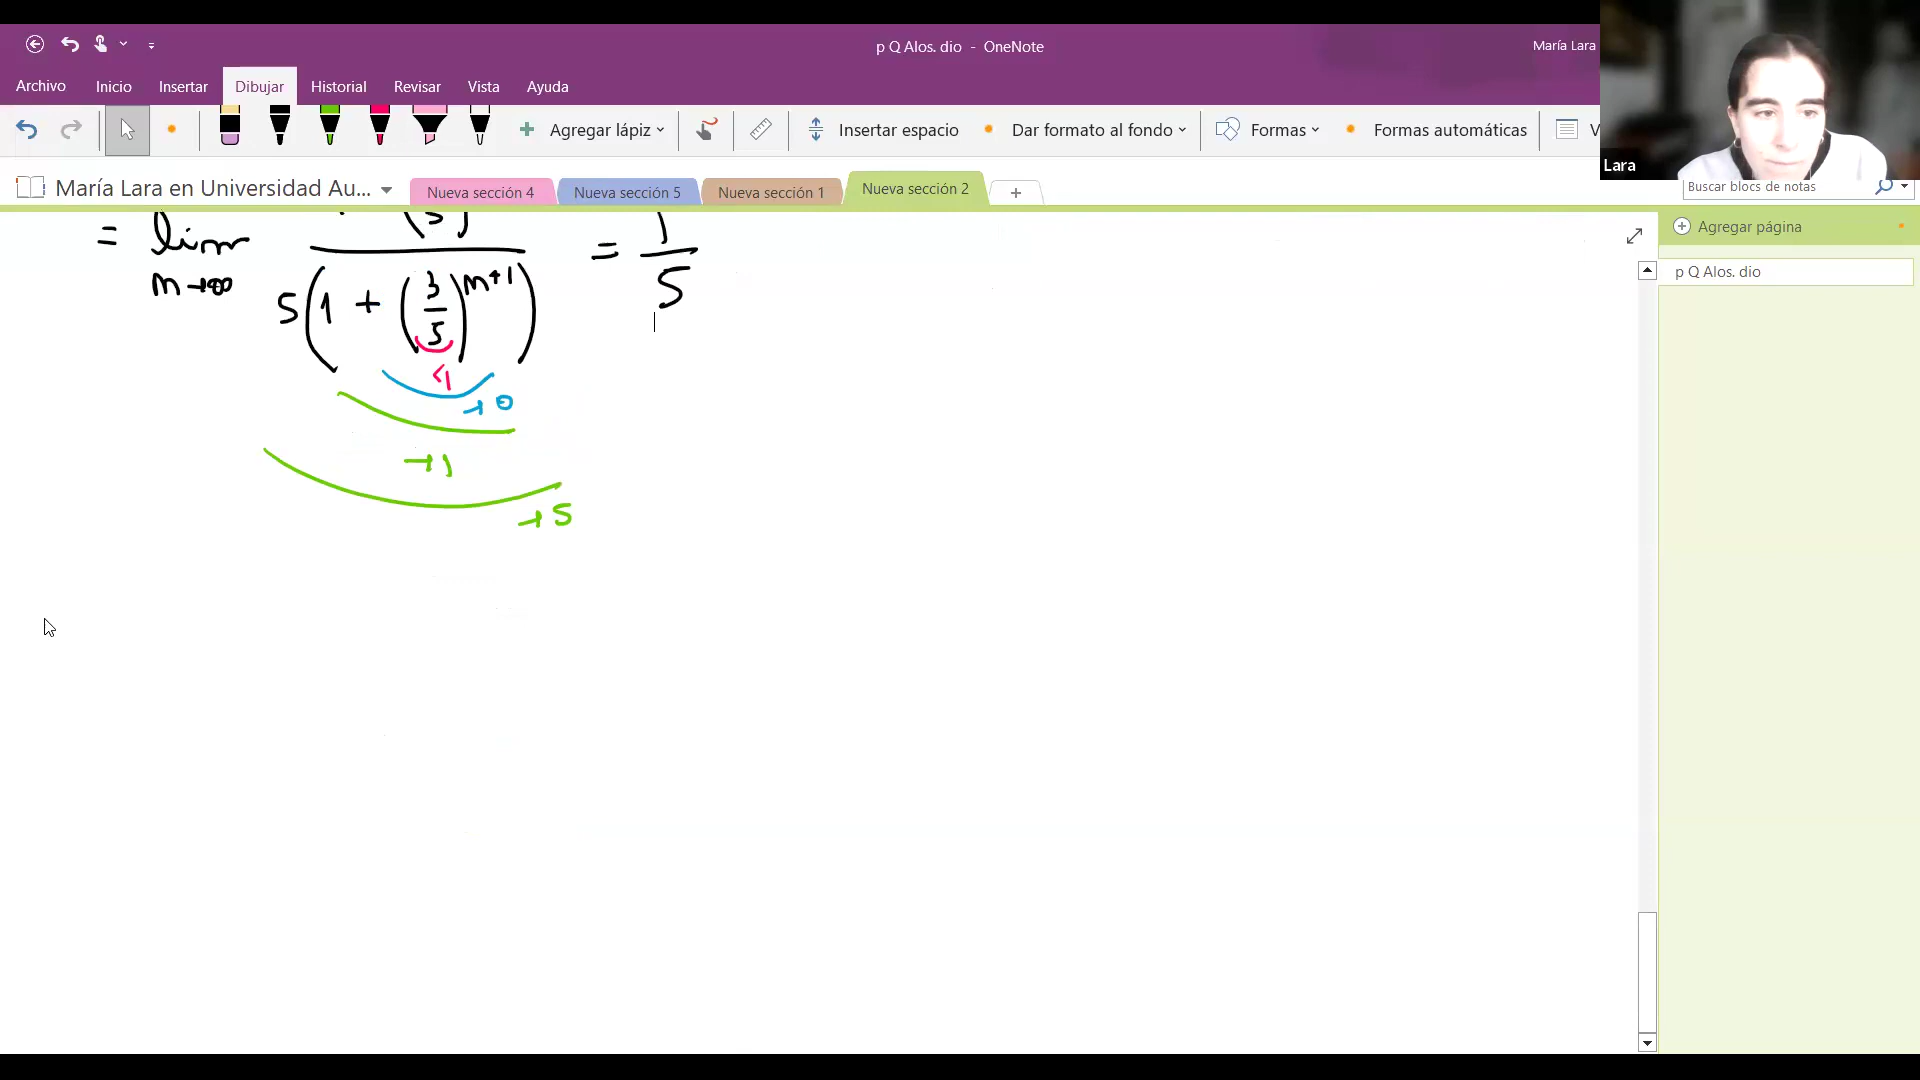 p Q Alos. dio - OneNote
María Lara
Archivo Inicio Insertar Dibujar Historial Revisar Vista Ayuda
Agregar lápiz Insertar espacio Dar formato al fondo Formas Formas automáticas V
Lara
María Lara en Universidad Au... Nueva sección 4 Nueva sección 5 Nueva sección 1 Nueva sección 2 +
Buscar blocs de notas
Agregar página
p Q Alos. dio
= lim 1
n→∞ 5(1 + (3/5)^{n+1}) = 1/5
<1
→0
→1
→5